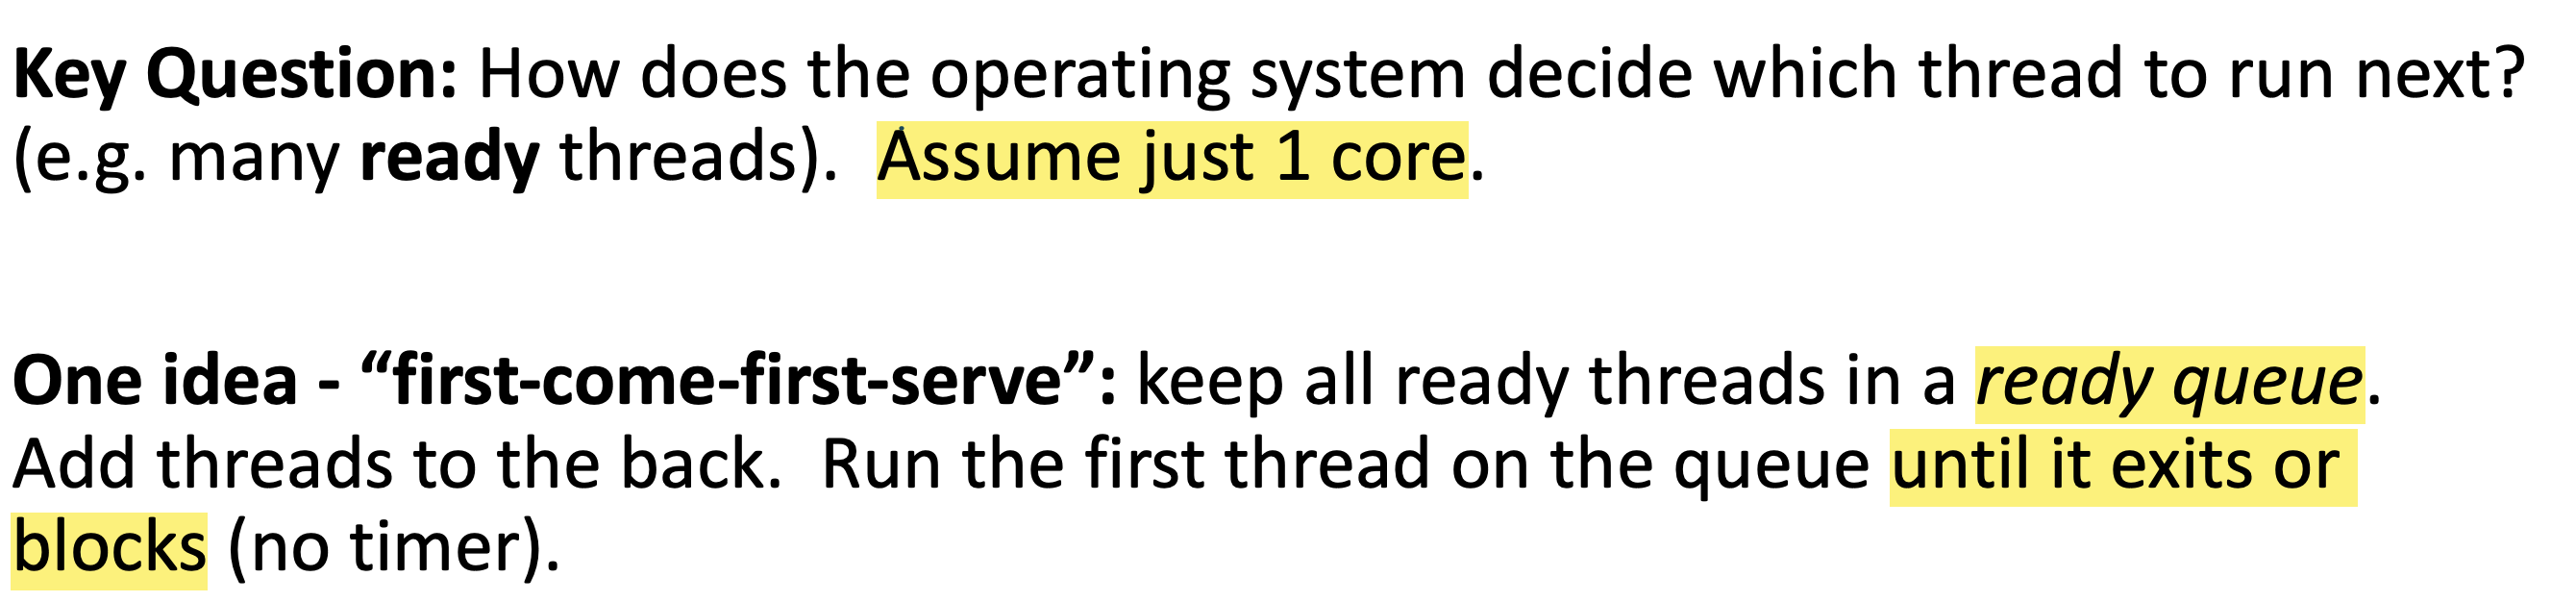 Key Question: How does the operating system decide which thread to run next?
(e.g. many ready threads).  Assume just 1 core.
One idea - “first-come-first-serve”: keep all ready threads in a ready queue.
Add threads to the back.  Run the first thread on the queue until it exits or
blocks (no timer).